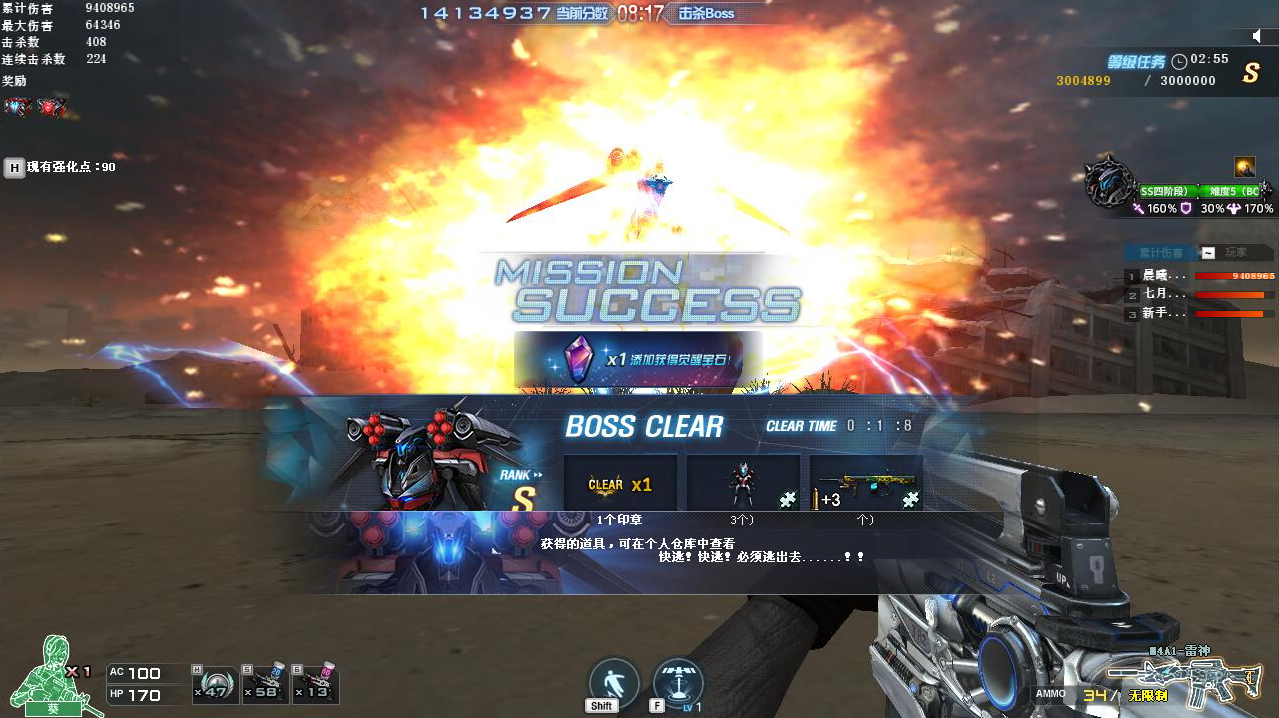 累计伤害 9408965
最大伤害 64346
击杀数 408
连续击杀数 224
奖励
14134937 当前分数 08:17 击杀Boss
等级任务 02:55
3004899 / 3000000 S
H 现有强化点：90
SS四阶段） 难度5（BC
160% 30% 170%
累计伤害 ~ 玩家
1 晨曦... 9408965
2 七月...
3 新手...
MISSION
SUCCESS
x1 添加获得觉醒宝石!
BOSS CLEAR CLEAR TIME 0 : 1 : 8
RANK
S
CLEAR x1
+3
1个印章 3个） 个）
获得的道具，可在个人仓库中查看
快逃！快逃！必须逃出去......！！
UP
M4A1-雷神
X 1
葵
AC 100
HP 170
H ×47
G ×58
G ×13
Shift
F LV 1
AMMO 34 / 无限制